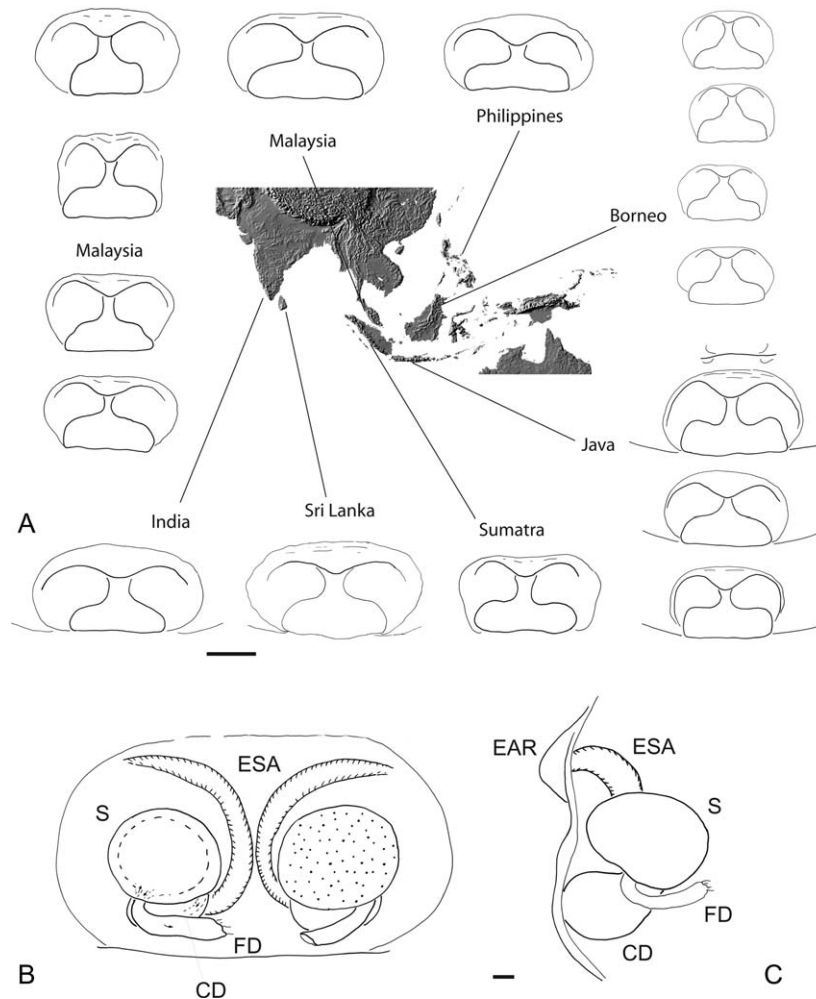 Malaysia
Philippines
Borneo
Malaysia
Java
A
India
Sri Lanka
Sumatra
B
S
ESA
FD
CD
EAR
ESA
S
FD
CD
C